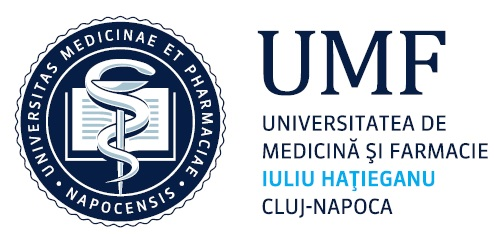 UNIVERSITAS MEDICINAE ET PHARMACIAE
· NAPOCENSIS ·
UMF
UNIVERSITATEA DE
MEDICINĂ ŞI FARMACIE
IULIU HAŢIEGANU
CLUJ-NAPOCA